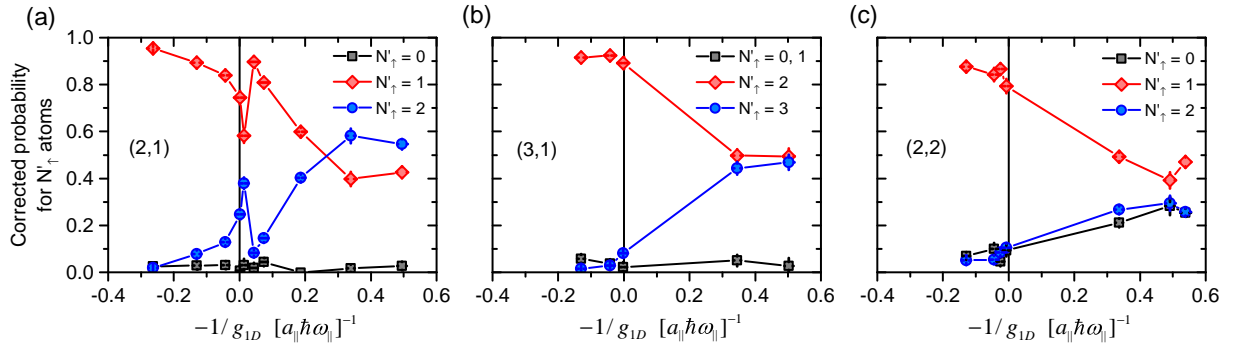 (a)
(b)
(c)
Corrected probability
for N'↑ atoms
1.0
0.8
0.6
0.4
0.2
0.0
N'↑ = 0
N'↑ = 1
N'↑ = 2
(2,1)
-0.4 -0.2 0.0 0.2 0.4 0.6
−1/g1D [a||ħω||]⁻¹
N'↑ = 0, 1
N'↑ = 2
N'↑ = 3
(3,1)
-0.4 -0.2 0.0 0.2 0.4 0.6
−1/g1D [a||ħω||]⁻¹
N'↑ = 0
N'↑ = 1
N'↑ = 2
(2,2)
-0.4 -0.2 0.0 0.2 0.4 0.6
−1/g1D [a||ħω||]⁻¹